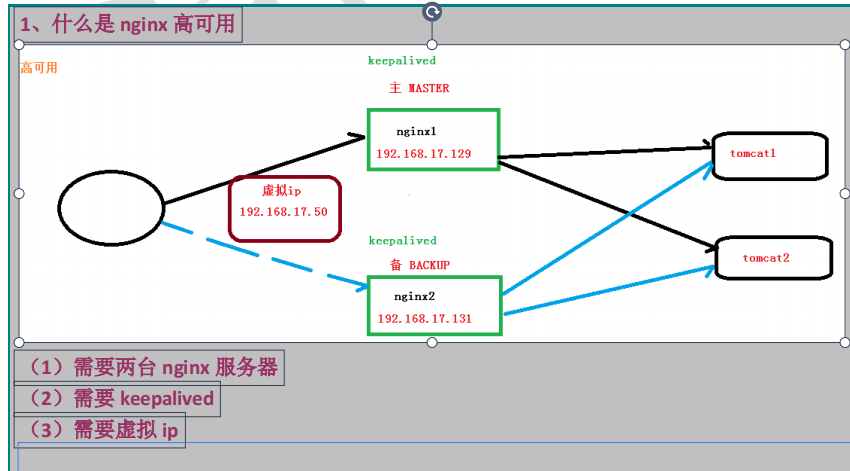 1、什么是 nginx 高可用
高可用
keepalived
主 MASTER
nginx1
192.168.17.129
tomcat1
虚拟ip
192.168.17.50
keepalived
备 BACKUP
tomcat2
nginx2
192.168.17.131
（1）需要两台 nginx 服务器
（2）需要 keepalived
（3）需要虚拟 ip